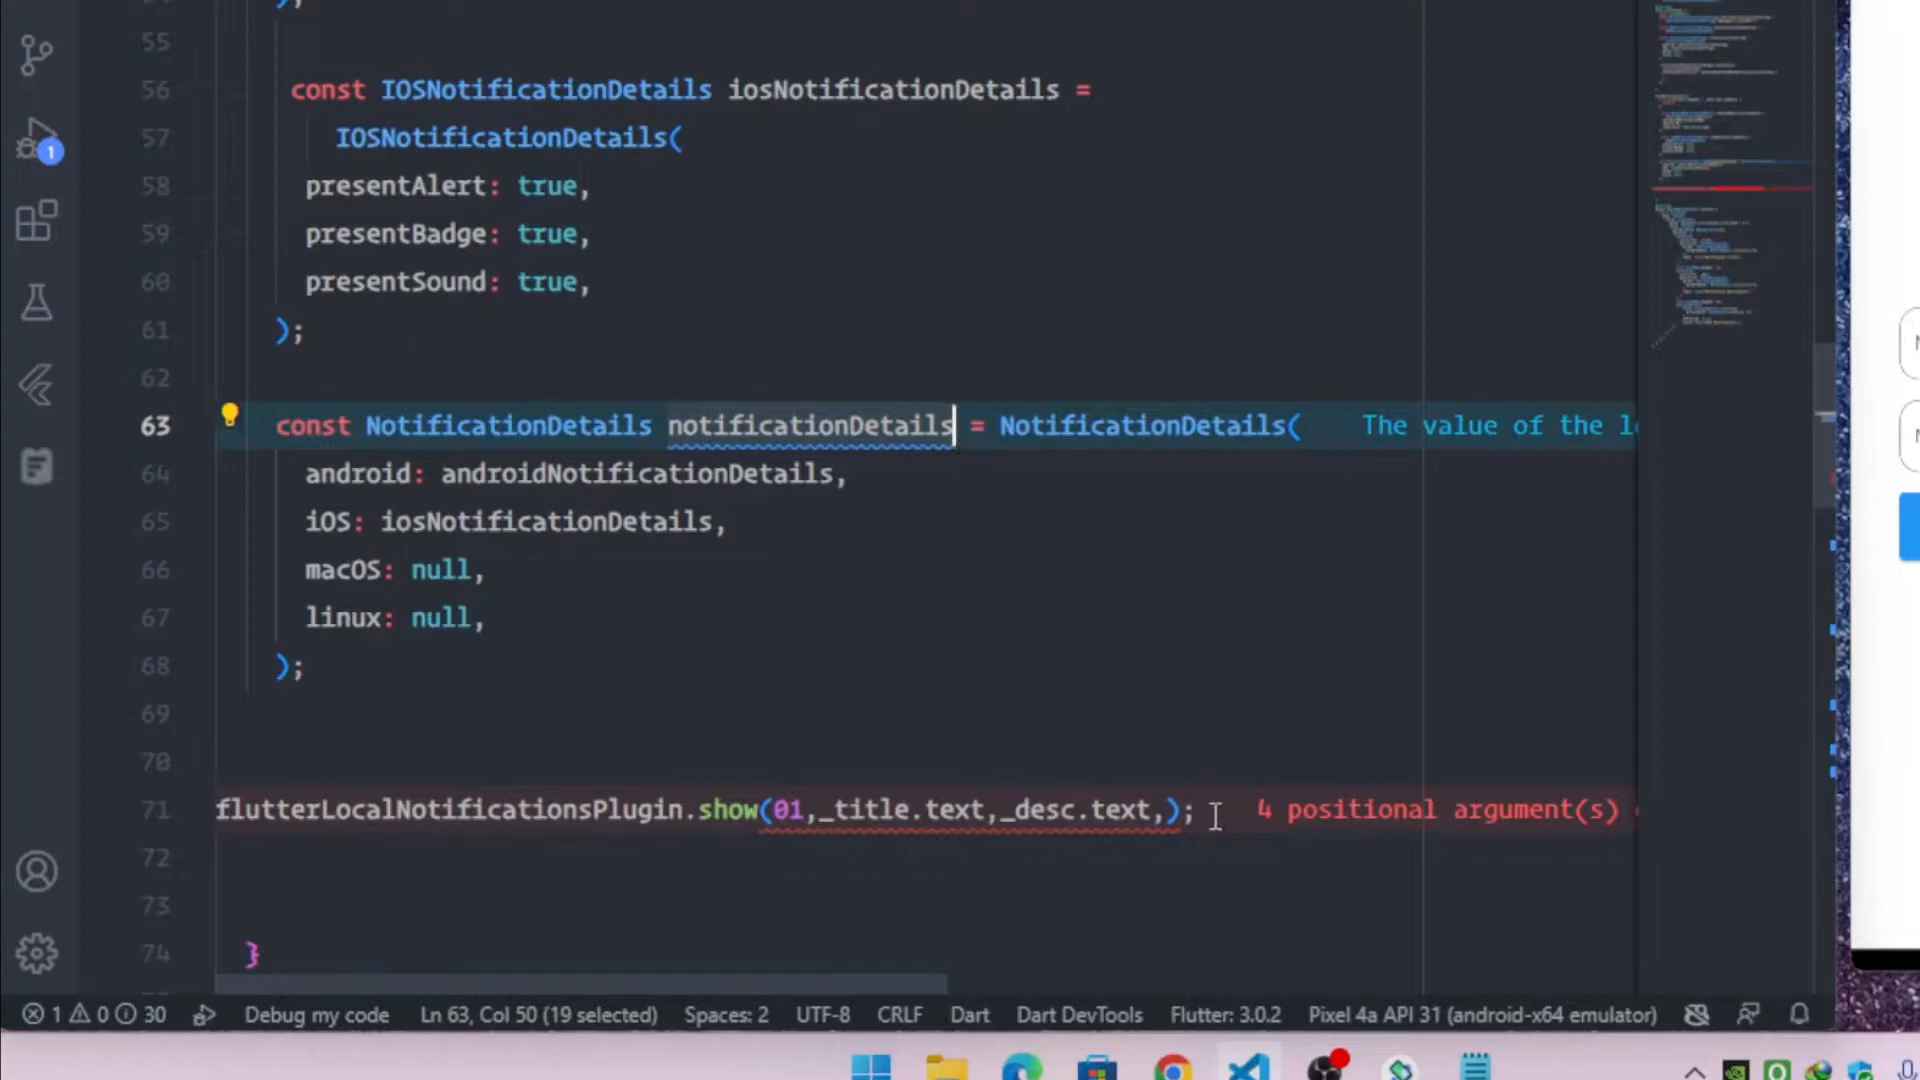 );
55
56 const IOSNotificationDetails iosNotificationDetails =
57 IOSNotificationDetails(
58 presentAlert: true,
59 presentBadge: true,
60 presentSound: true,
61 );
62
63 const NotificationDetails notificationDetails = NotificationDetails( The value of the
64 android: androidNotificationDetails,
65 iOS: iosNotificationDetails,
66 macOS: null,
67 linux: null,
68 );
69
70
71 flutterLocalNotificationsPlugin.show(01,_title.text,_desc.text,); 4 positional argument(s)
72
73
74 }
1
1 0 30 Debug my code Ln 63, Col 50 (19 selected) Spaces: 2 UTF-8 CRLF Dart Dart DevTools Flutter: 3.0.2 Pixel 4a API 31 (android-x64 emulator)